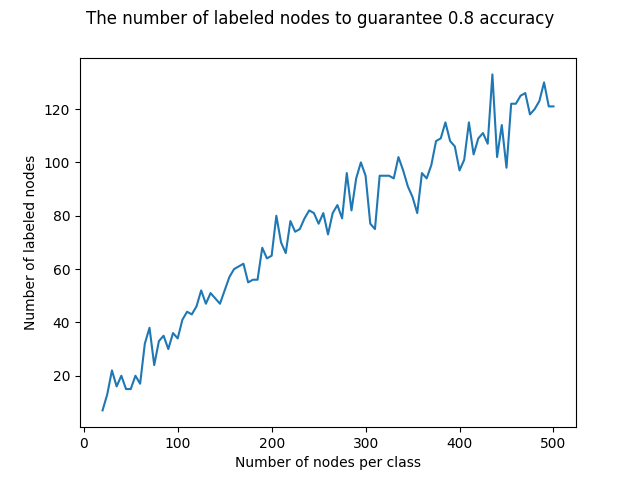 The number of labeled nodes to guarantee 0.8 accuracy
120
100
80
60
40
20
Number of labeled nodes
0 100 200 300 400 500
Number of nodes per class